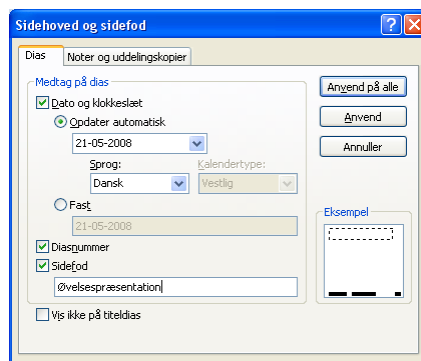 Sidehoved og sidefod
Dias
Noter og uddelingskopier
Medtag på dias
Dato og klokkeslæt
Opdater automatisk
21-05-2008
Sprog:
Kalendertype:
Dansk
Vestlig
Fast
21-05-2008
Diasnummer
Sidefod
Øvelsespræsentation
Vis ikke på titeldias
Anvend på alle
Anvend
Annuller
Eksempel